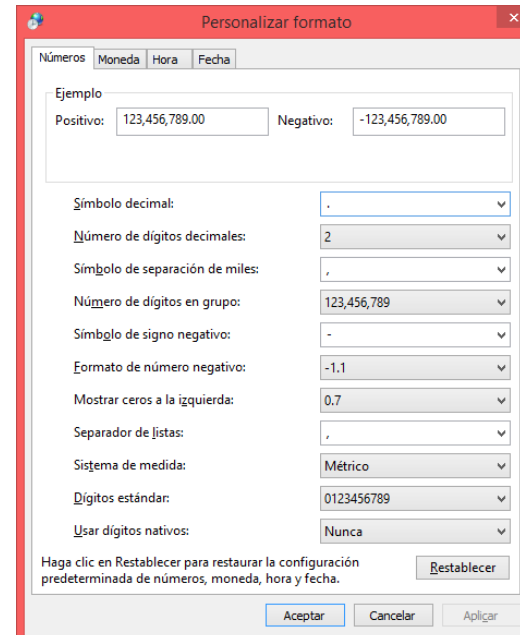 Personalizar formato
Números Moneda Hora Fecha
Ejemplo
Positivo: 123,456,789.00 Negativo: -123,456,789.00
Símbolo decimal: .
Número de dígitos decimales: 2
Símbolo de separación de miles: ,
Número de dígitos en grupo: 123,456,789
Símbolo de signo negativo: -
Formato de número negativo: -1.1
Mostrar ceros a la izquierda: 0.7
Separador de listas: ,
Sistema de medida: Métrico
Dígitos estándar: 0123456789
Usar dígitos nativos: Nunca
Haga clic en Restablecer para restaurar la configuración
predeterminada de números, moneda, hora y fecha. Restablecer
Aceptar Cancelar Aplicar